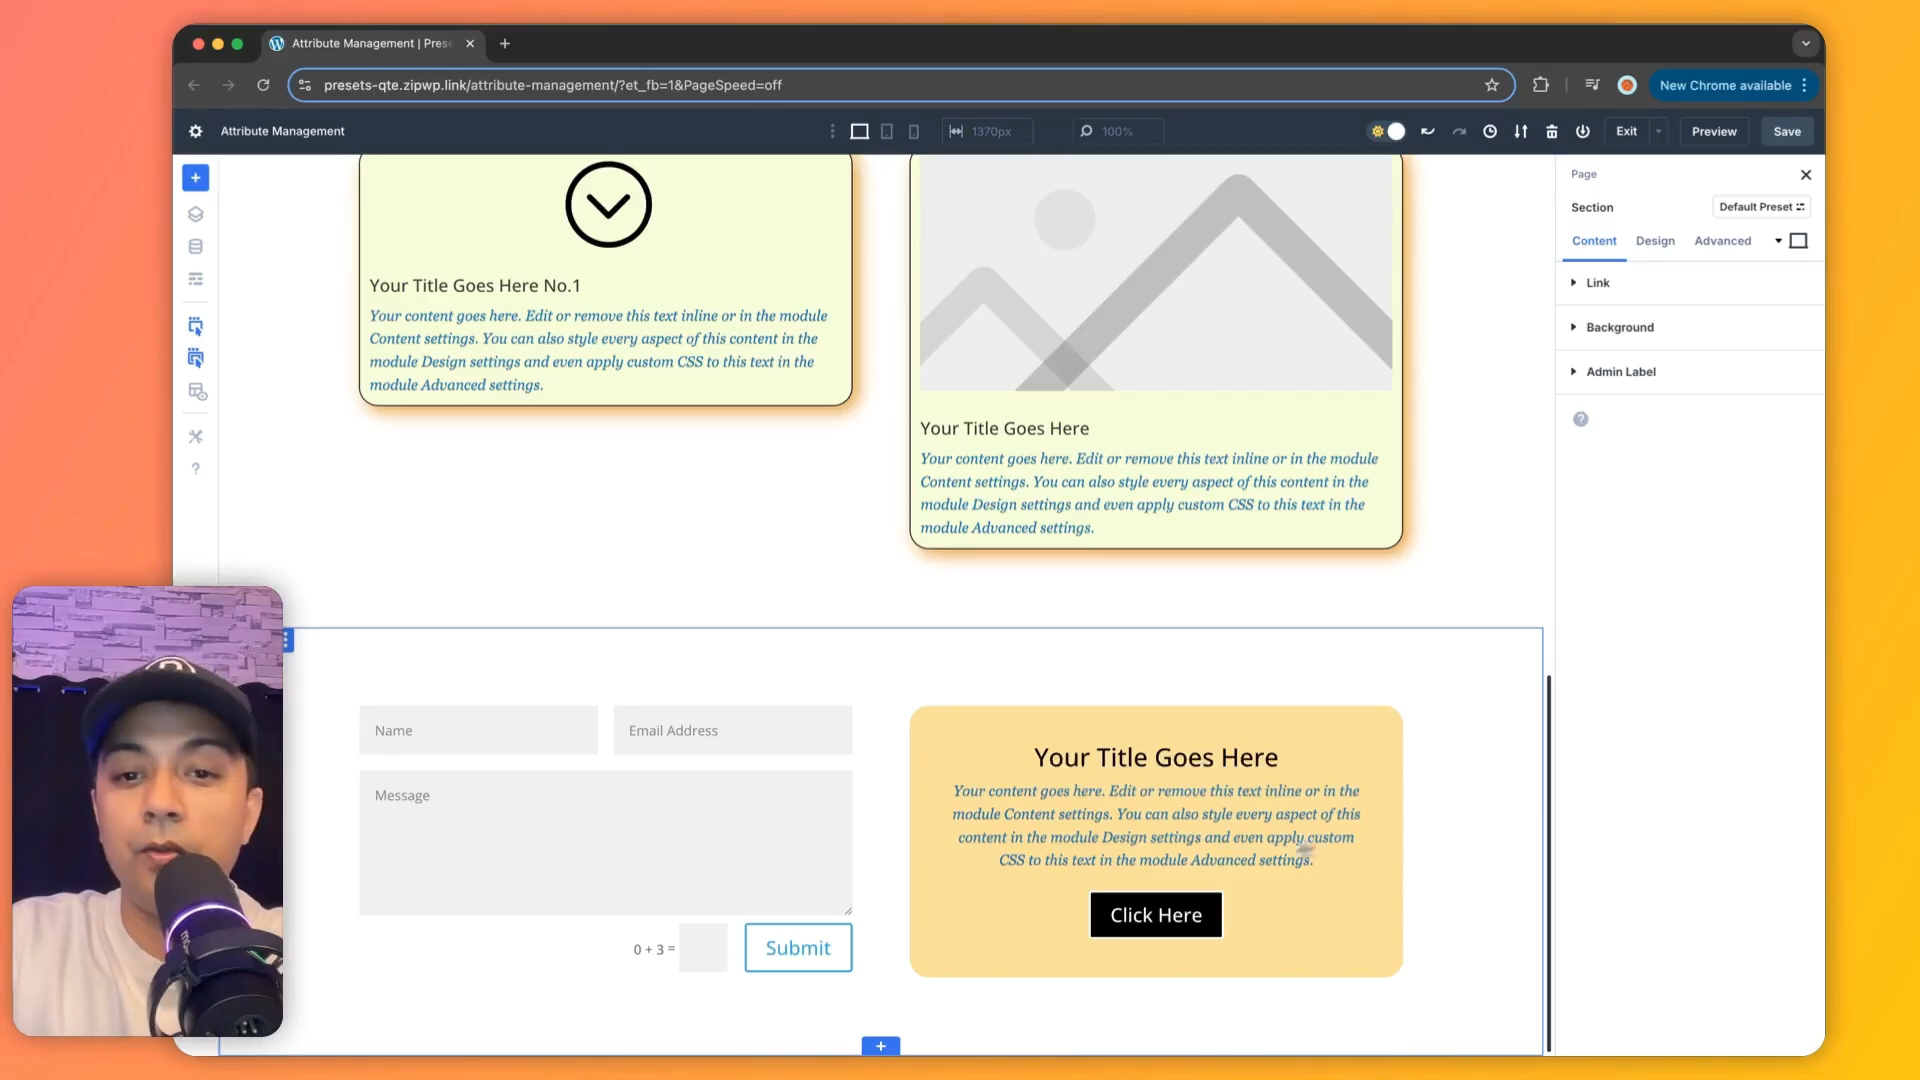 Attribute Management | Prese
presets-qte.zipwp.link/attribute-management/?et_fb=1&PageSpeed=off
New Chrome available
Attribute Management
1370px
100%
Exit
Preview
Save
Page
Section
Default Preset
Content
Design
Advanced
Link
Background
Admin Label
?
?
Your Title Goes Here No.1
Your content goes here. Edit or remove this text inline or in the module
Content settings. You can also style every aspect of this content in the
module Design settings and even apply custom CSS to this text in the
module Advanced settings.
Your Title Goes Here
Your content goes here. Edit or remove this text inline or in the module
Content settings. You can also style every aspect of this content in the
module Design settings and even apply custom CSS to this text in the
module Advanced settings.
Name
Email Address
Message
0 + 3 =
Submit
Your Title Goes Here
Your content goes here. Edit or remove this text inline or in the
module Content settings. You can also style every aspect of this
content in the module Design settings and even apply custom
CSS to this text in the module Advanced settings.
Click Here